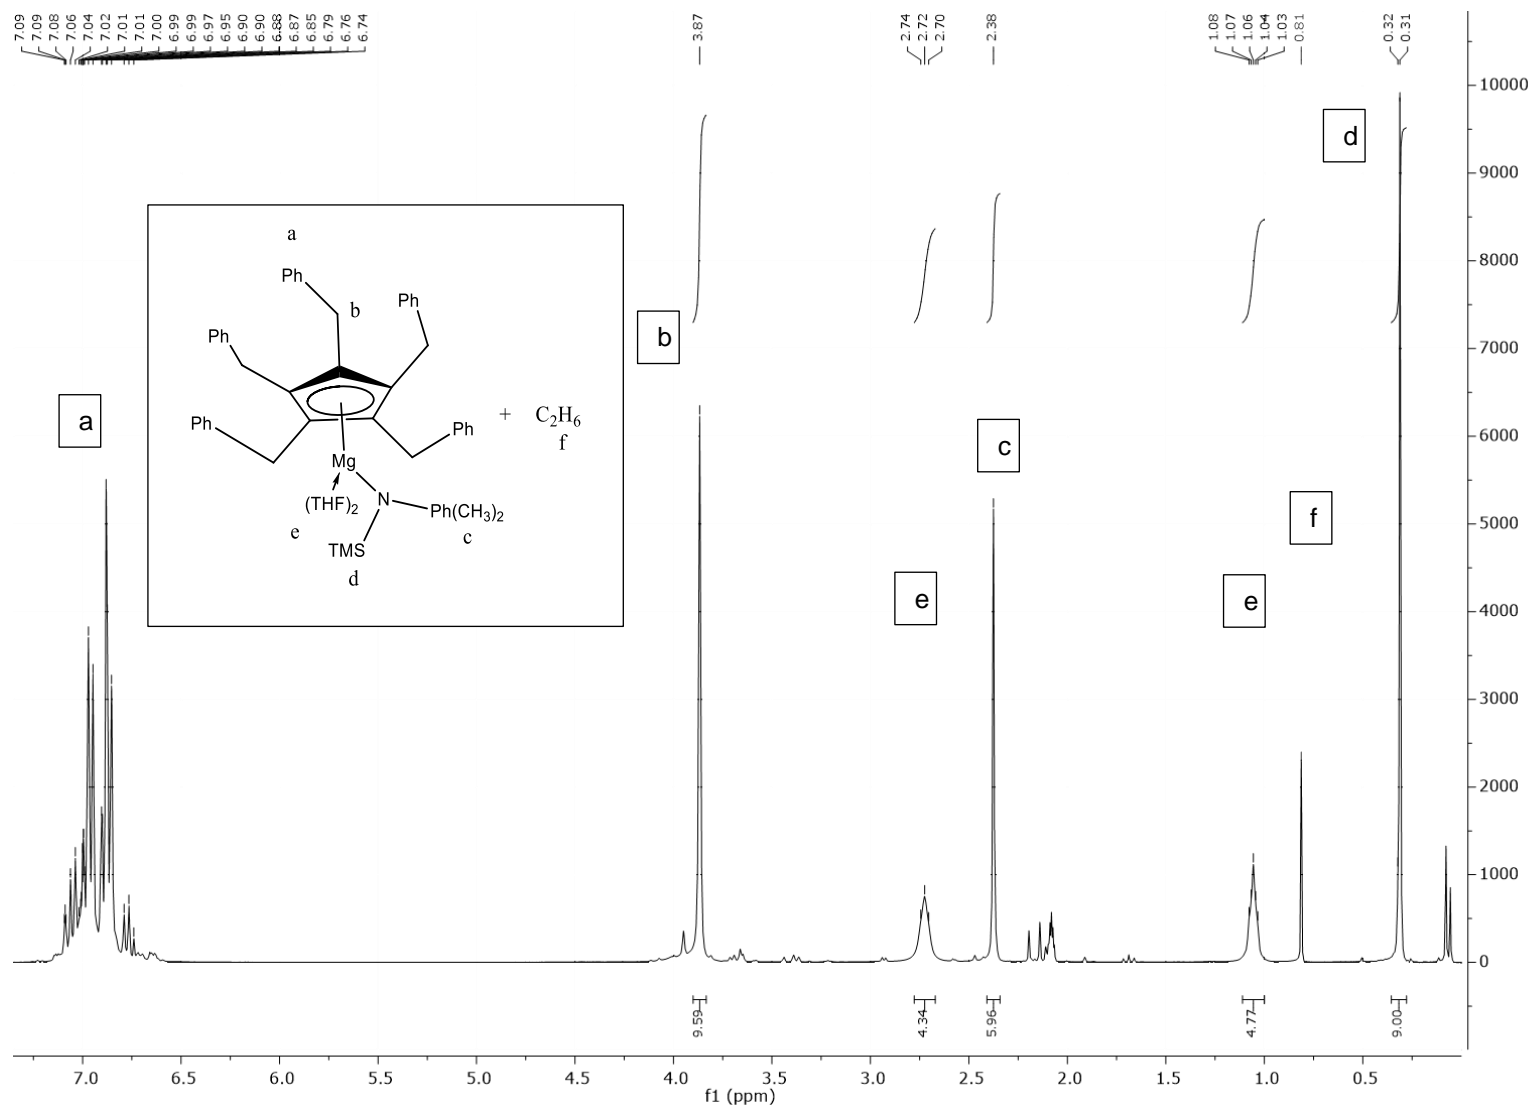 7.09
7.09
7.08
7.06
7.04
7.02
7.01
7.01
7.00
6.99
6.99
6.97
6.95
6.90
6.90
6.88
6.87
6.85
6.79
6.76
6.74
3.87
2.74
2.72
2.70
2.38
1.08
1.07
1.06
1.04
1.03
0.81
0.32
0.31
10000
9000
8000
7000
6000
5000
4000
3000
2000
1000
0
d
a
Ph
b
Ph
Ph
Ph
Ph
+ C2H6
f
Mg
(THF)2
N
Ph(CH3)2
e
c
TMS
d
b
a
c
f
e
e
9.59
4.34
5.96
4.77
9.00
7.0 6.5 6.0 5.5 5.0 4.5 4.0 3.5 3.0 2.5 2.0 1.5 1.0 0.5
f1 (ppm)